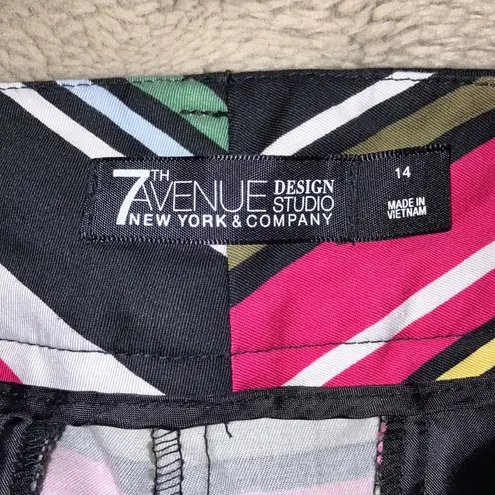 7TH AVENUE DESIGN STUDIO
NEW YORK & COMPANY
14
MADE IN
VIETNAM